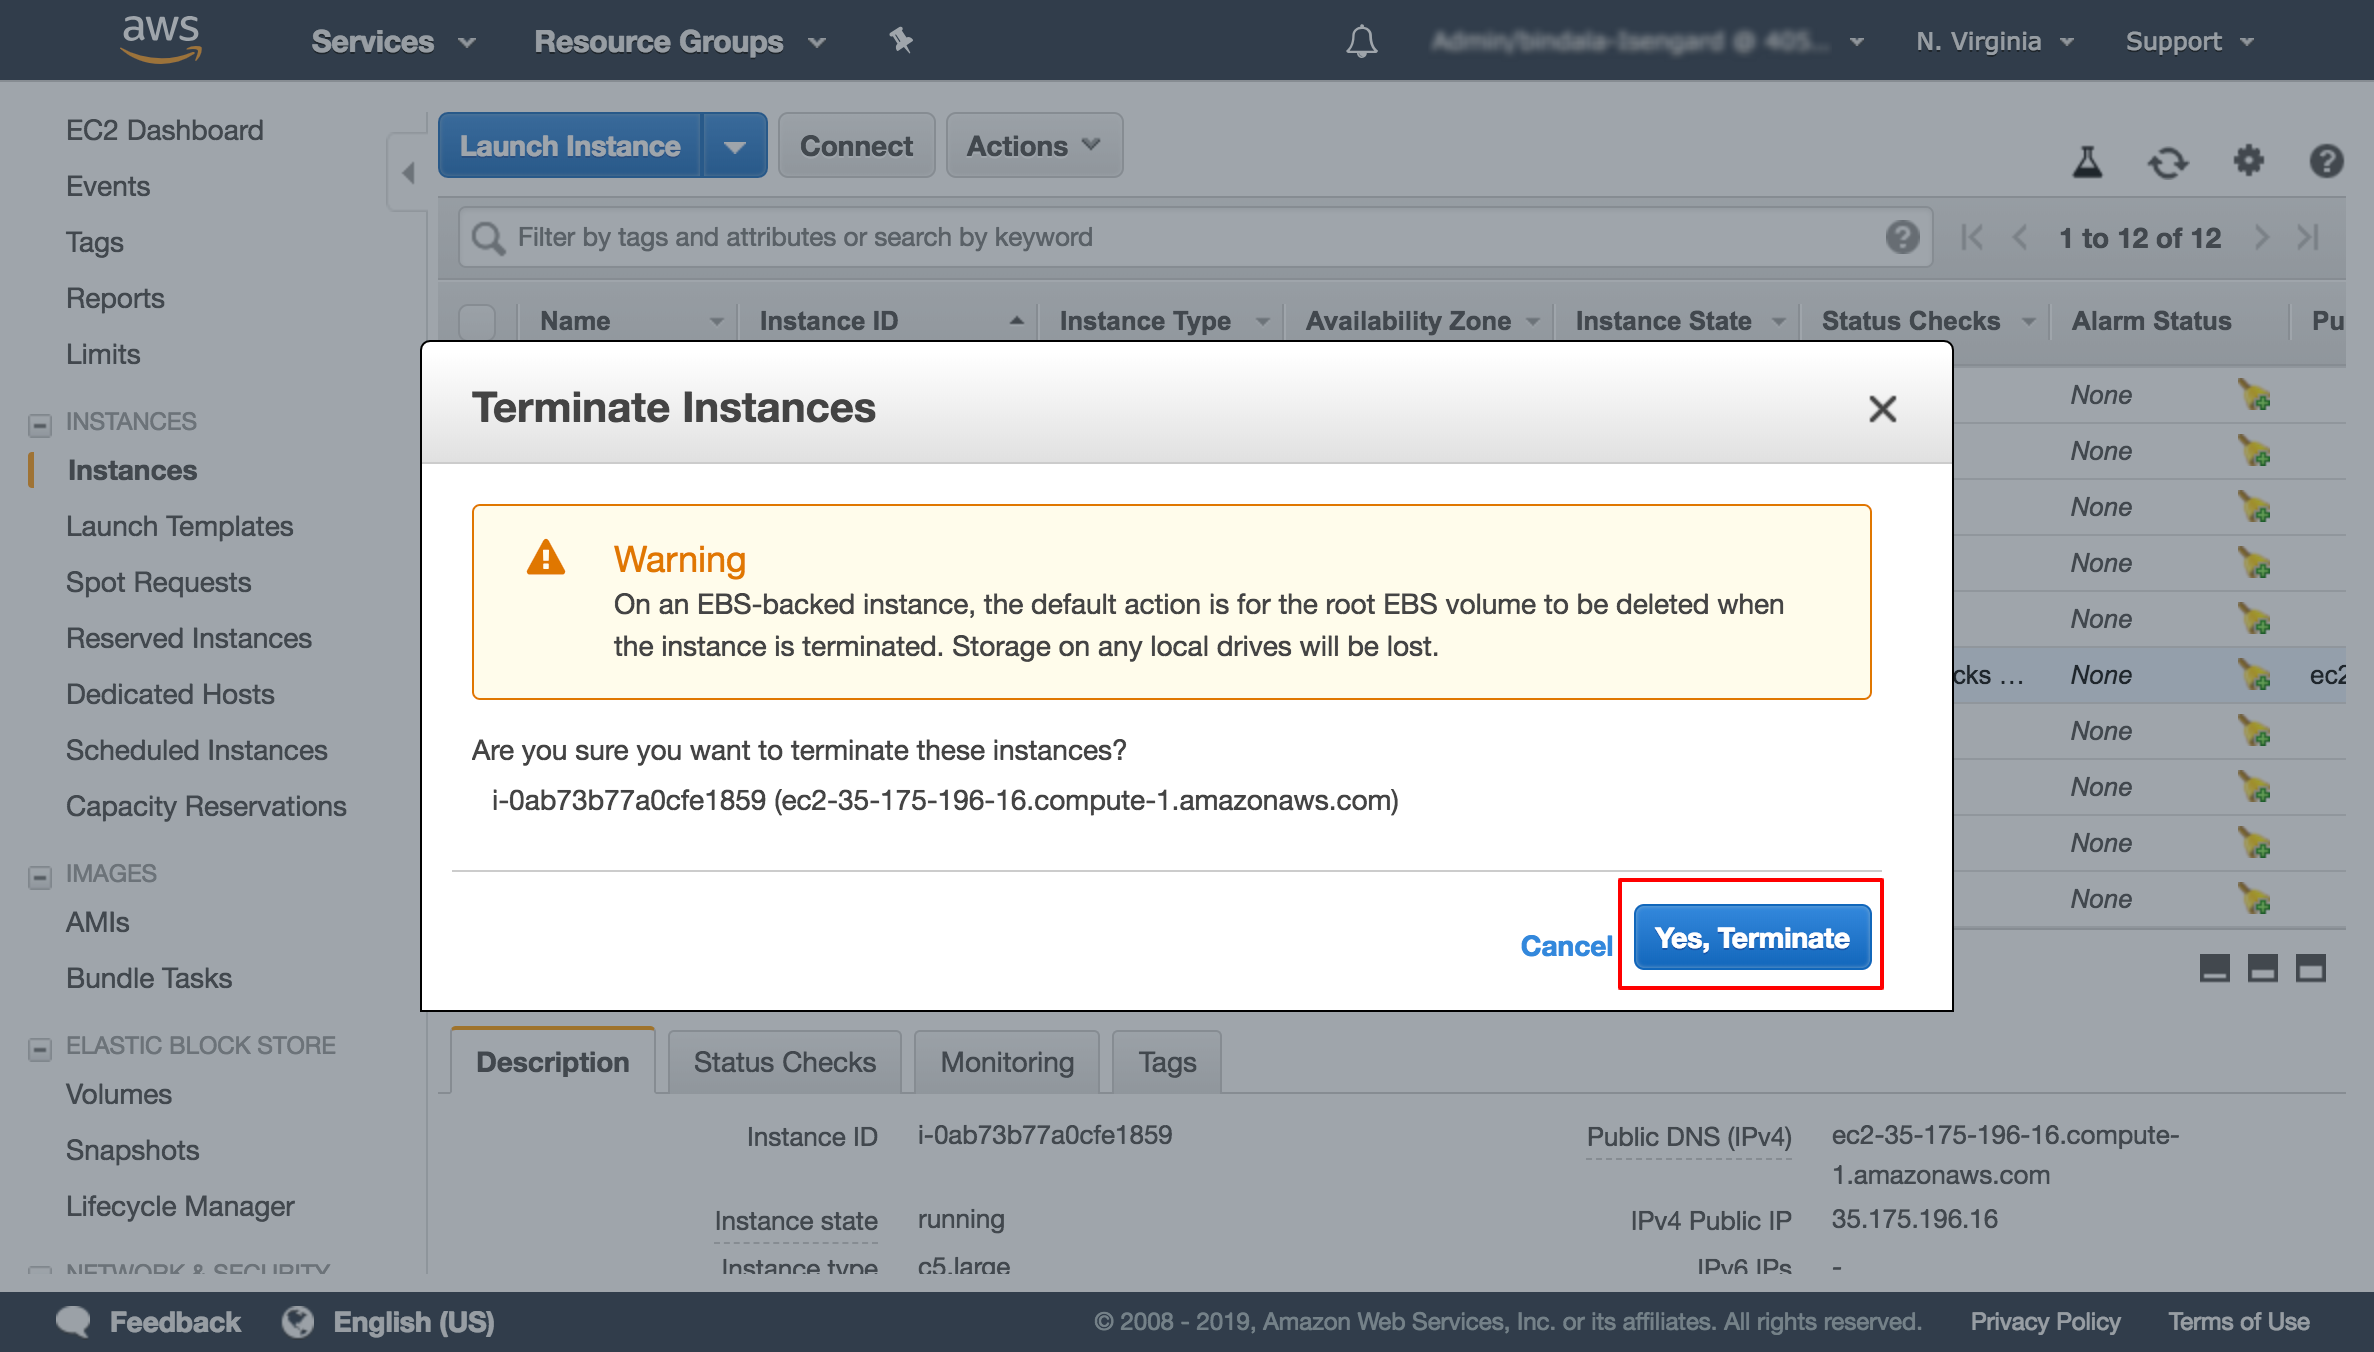 aws
Services
Resource Groups
N. Virginia
Support
EC2 Dashboard
Events
Tags
Reports
Limits
INSTANCES
Instances
Launch Templates
Spot Requests
Reserved Instances
Dedicated Hosts
Scheduled Instances
Capacity Reservations
IMAGES
AMIs
Bundle Tasks
ELASTIC BLOCK STORE
Volumes
Snapshots
Lifecycle Manager
NETWORK & SECURITY
Launch Instance
Connect
Actions
Filter by tags and attributes or search by keyword
1 to 12 of 12
Name
Instance ID
Instance Type
Availability Zone
Instance State
Status Checks
Alarm Status
Pu
None
None
None
None
None
cks ...
None
ec2
None
None
None
None
Terminate Instances
Warning
On an EBS-backed instance, the default action is for the root EBS volume to be deleted when
the instance is terminated. Storage on any local drives will be lost.
Are you sure you want to terminate these instances?
i-0ab73b77a0cfe1859 (ec2-35-175-196-16.compute-1.amazonaws.com)
Cancel
Yes, Terminate
Description
Status Checks
Monitoring
Tags
Instance ID
i-0ab73b77a0cfe1859
Public DNS (IPv4)
ec2-35-175-196-16.compute-
1.amazonaws.com
Instance state
running
IPv4 Public IP
35.175.196.16
Instance type
c5.large
IPv6 IPs
-
Feedback
English (US)
© 2008 - 2019, Amazon Web Services, Inc. or its affiliates. All rights reserved.
Privacy Policy
Terms of Use